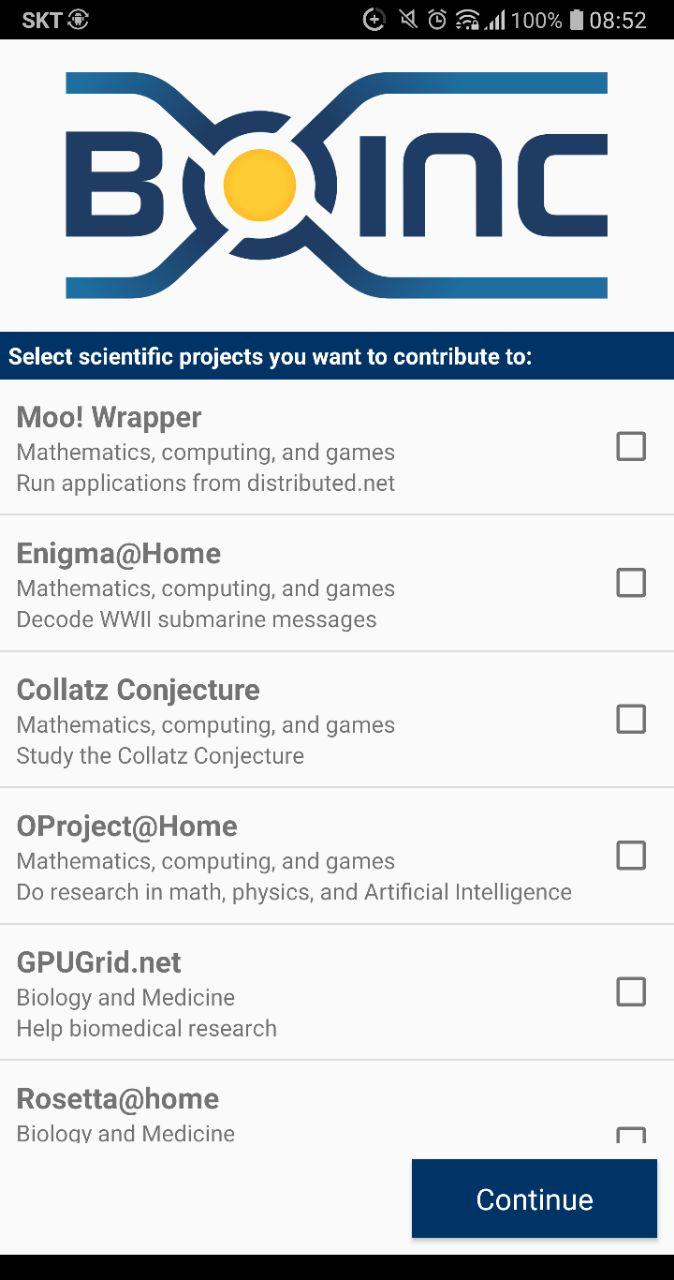 SKT 100% 08:52
BOINC
Select scientific projects you want to contribute to:
Moo! Wrapper
Mathematics, computing, and games
Run applications from distributed.net
Enigma@Home
Mathematics, computing, and games
Decode WWII submarine messages
Collatz Conjecture
Mathematics, computing, and games
Study the Collatz Conjecture
OProject@Home
Mathematics, computing, and games
Do research in math, physics, and Artificial Intelligence
GPUGrid.net
Biology and Medicine
Help biomedical research
Rosetta@home
Biology and Medicine
Continue